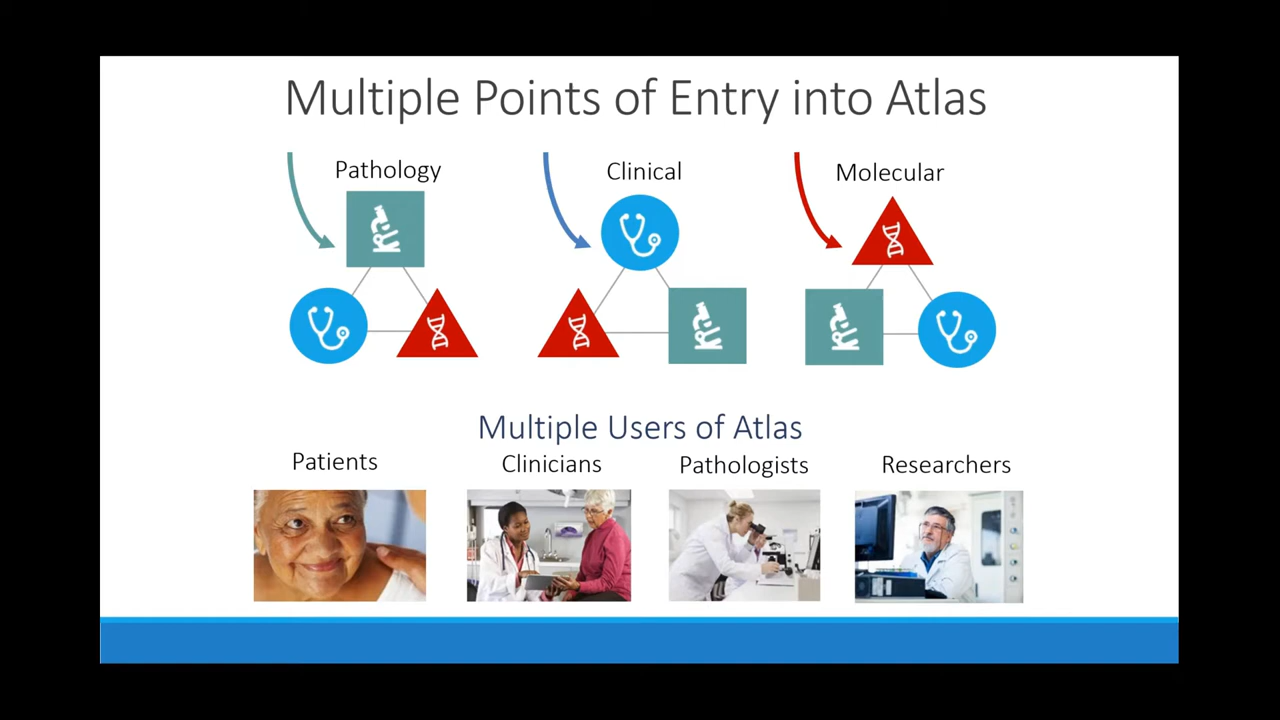 Multiple Points of Entry into Atlas
Pathology
Clinical
Molecular
Multiple Users of Atlas
Patients
Clinicians
Pathologists
Researchers